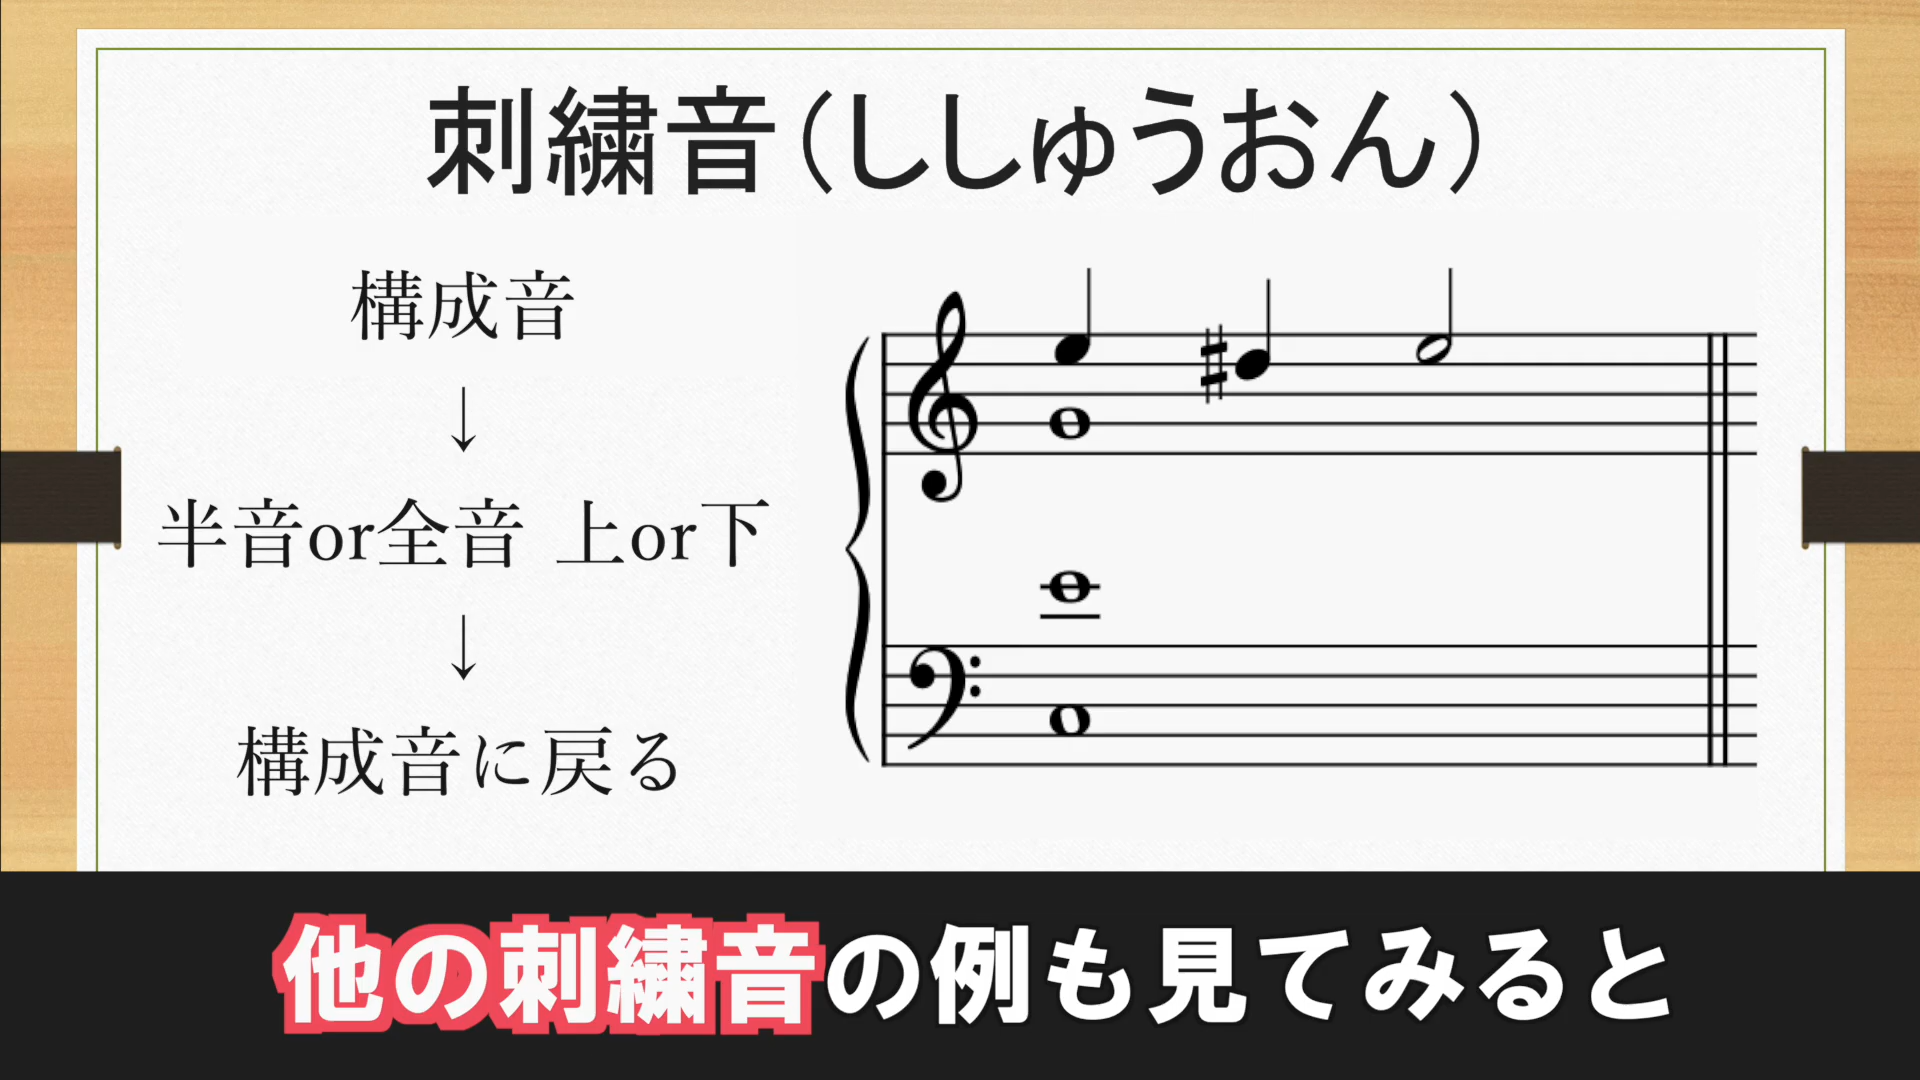 刺繍音（ししゅうおん）
構成音
↓
半音or全音 上or下
↓
構成音に戻る
他の刺繍音の例も見てみると